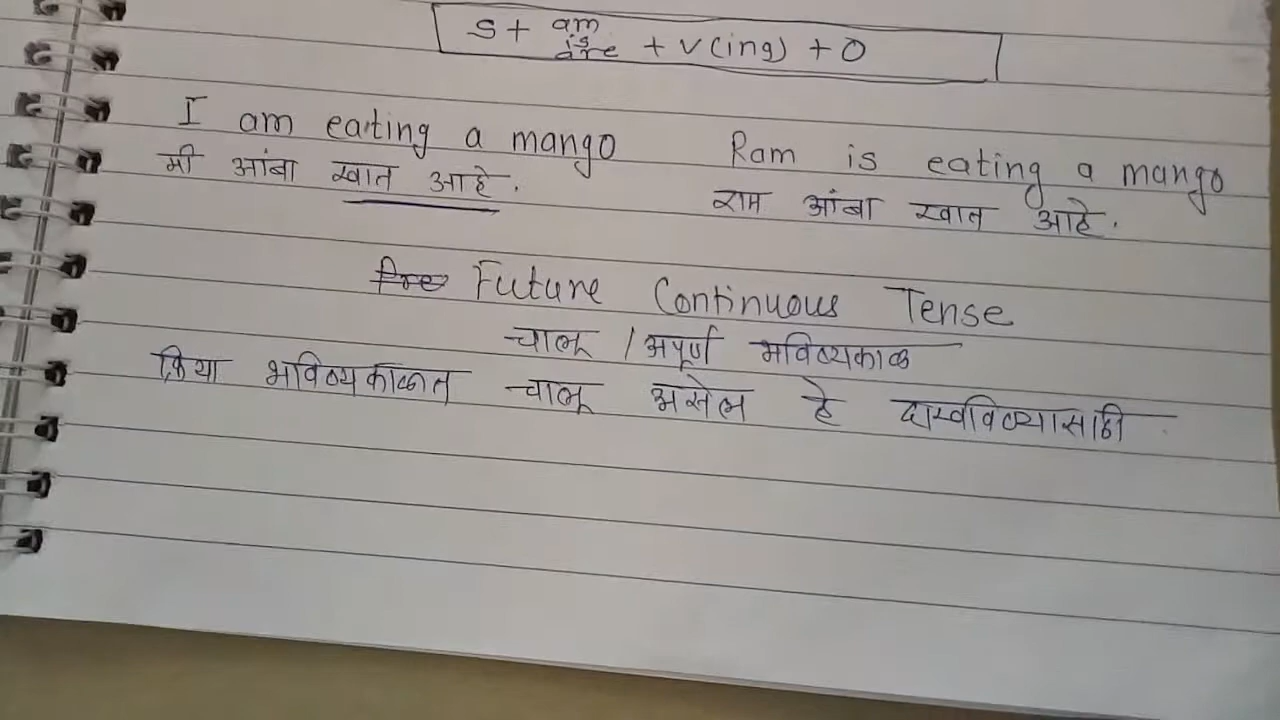 S + am is are + V(ing) + O
I am eating a mango
मी आंबा खात आहे.
Ram is eating a mango
राम आंबा खात आहे.
Pre Future Continuous Tense
चालू / अपूर्ण भविष्यकाळ
क्रिया भविष्यकाळात चालू असेल हे दाखविण्यासाठी